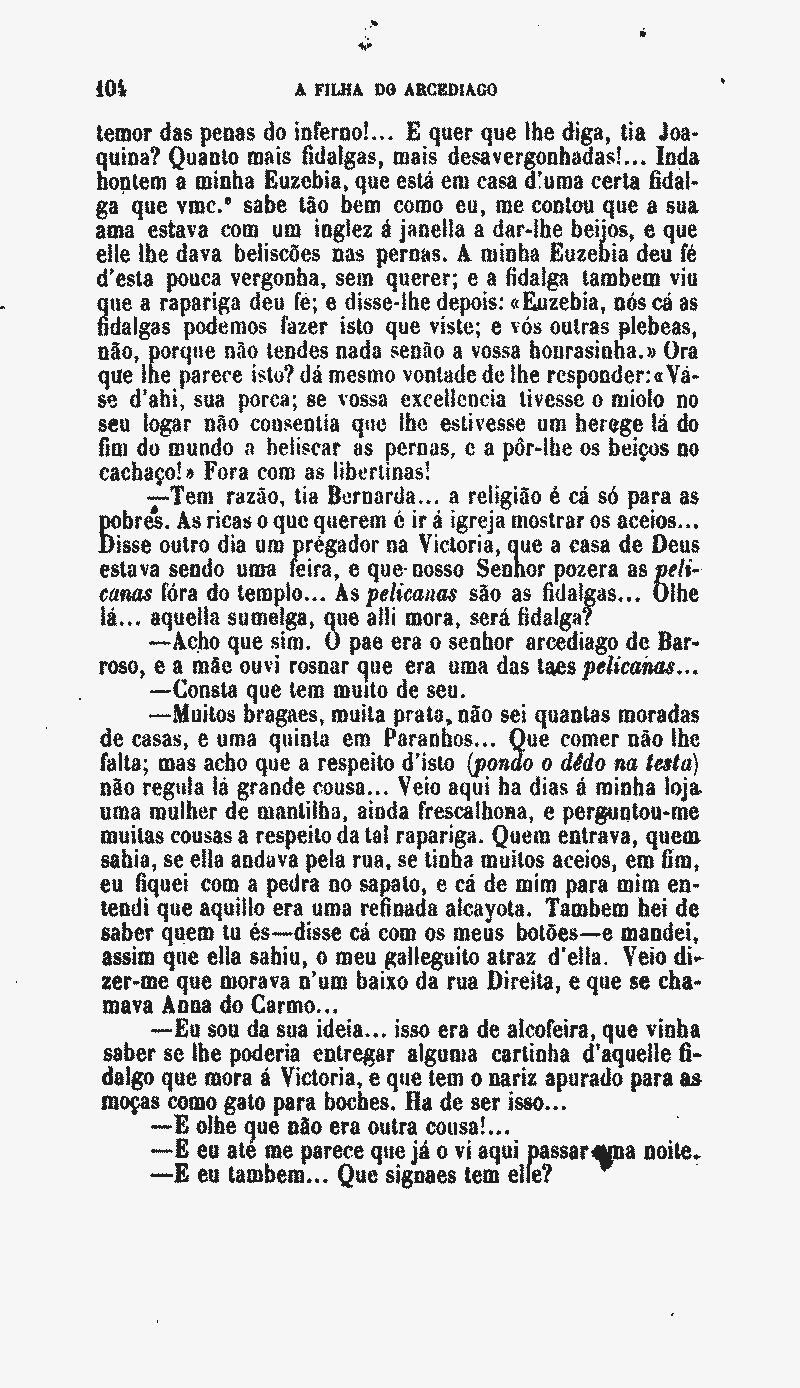 104 A FILHA DO ARCEDIAGO
temor das penas do inferno!... E quer que lhe diga, tia Joa-
quina? Quanto mais fidalgas, mais desavergonhadas!... Inda
hontem a minha Euzebia, que está em casa d'uma certa fidal-
ga que vmc.ª sabe tão bem como eu, me contou que a sua
ama estava com um inglez á janella a dar-lhe beijos, e que
elle lhe dava beliscões nas pernas. A minha Euzebia deu fé
d'esta pouca vergonha, sem querer; e a fidalga tambem viu
que a rapariga deu fé; e disse-lhe depois: «Euzebia, nós cá as
fidalgas podemos fazer isto que viste; e vós outras plebeas,
não, porque não tendes nada senão a vossa honrasinha.» Ora
que lhe parece isto? dá mesmo vontade de lhe responder: «Vá-
se d'ahi, sua porca; se vossa excellencia tivesse o miolo no
seu logar não consentia que lhe estivesse um herege lá do
fim do mundo a beliscar as pernas, e a pôr-lhe os beiços no
cachaço!» Fora com as libertinas!
—Tem razão, tia Bernarda... a religião é cá só para as
pobres. As ricas o que querem é ir á igreja mostrar os aceios...
Disse outro dia um prégador na Victoria, que a casa de Deus
estava sendo uma feira, e que nosso Senhor pozera as peli-
canas fóra do templo... As pelicanas são as fidalgas... Olhe
lá... aquella sumelga, que alli mora, será fidalga?
—Acho que sim. O pae era o senhor arcediago de Bar-
roso, e a mãe ouvi rosnar que era uma das taes pelicanas...
—Consta que tem muito de seu.
—Muitos bragaes, muita prata, não sei quantas moradas
de casas, e uma quinta em Paranhos... Que comer não lhe
falta; mas acho que a respeito d'isto (pondo o dêdo na testa)
não regula lá grande cousa... Veio aqui ha dias á minha loja
uma mulher de mantilha, ainda frescalhona, e perguntou-me
muitas cousas a respeito da tal rapariga. Quem entrava, quem
sahia, se ella andava pela rua, se tinha muitos aceios, em fim,
eu fiquei com a pedra no sapato, e cá de mim para mim en-
tendi que aquillo era uma refinada alcayota. Tambem hei de
saber quem tu és—disse cá com os meus botões—e mandei,
assim que ella sahiu, o meu galleguito atraz d'ella. Veio di-
zer-me que morava n'um baixo da rua Direita, e que se cha-
mava Anna do Carmo...
—Eu sou da sua ideia... isso era de alcofeira, que vinha
saber se lhe poderia entregar alguma cartinha d'aquelle fi-
dalgo que mora á Victoria, e que tem o nariz apurado para as
moças como gato para boches. Ha de ser isso...
—E olhe que não era outra cousa!...
—E eu até me parece que já o vi aqui passar uma noite.
—E eu tambem... Que signaes tem elle?